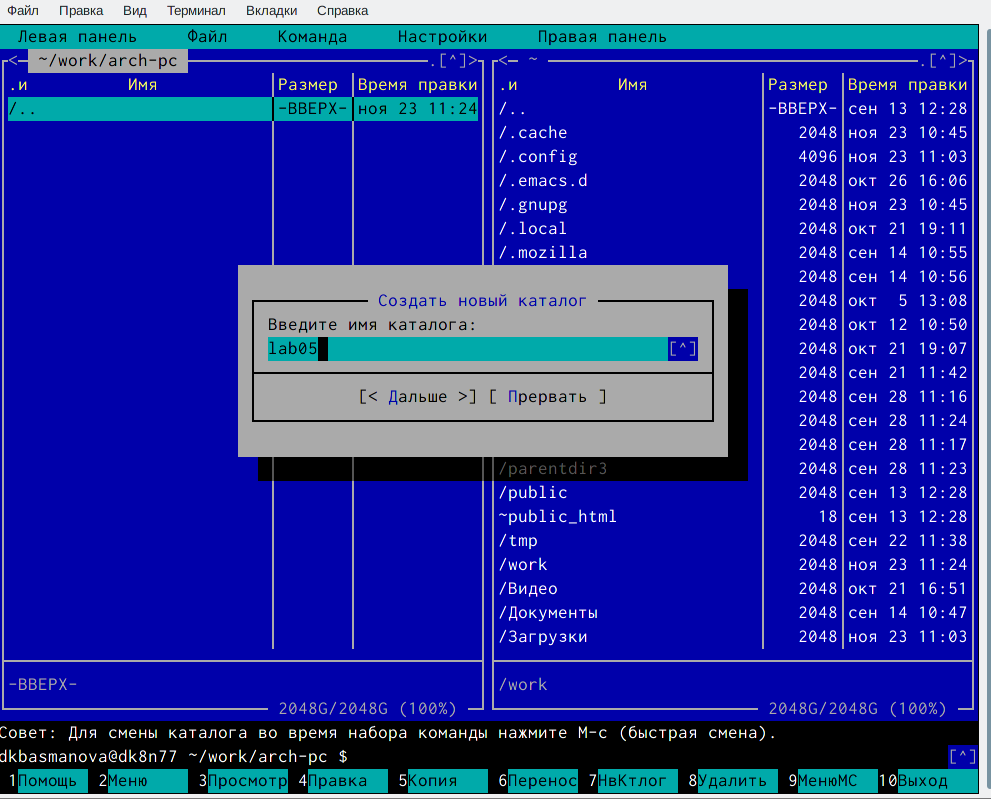 Файл Правка Вид Терминал Вкладки Справка
Левая панель Файл Команда Настройки Правая панель
<- ~/work/arch-pc .[^]> <- ~ .[^]>
.и Имя Размер Время правки .и Имя Размер Время правки
/.. -ВВЕРХ- ноя 23 11:24 /.. -ВВЕРХ- сен 13 12:28
/.cache 2048 ноя 23 10:45
/.config 4096 ноя 23 11:03
/.emacs.d 2048 окт 26 16:06
/.gnupg 2048 ноя 23 10:45
/.local 2048 окт 21 19:11
/.mozilla 2048 сен 14 10:55
2048 сен 14 10:56
Создать новый каталог 2048 окт 5 13:08
Введите имя каталога: 2048 окт 12 10:50
lab05 [^] 2048 окт 21 19:07
2048 сен 21 11:42
[< Дальше >] [ Прервать ] 2048 сен 28 11:16
2048 сен 28 11:24
2048 сен 28 11:17
/parentdir3 2048 сен 28 11:23
/public 2048 сен 13 12:28
~public_html 18 сен 13 12:28
/tmp 2048 сен 22 11:38
/work 2048 ноя 23 11:24
/Видео 2048 окт 21 16:51
/Документы 2048 сен 14 10:47
/Загрузки 2048 ноя 23 11:03
-ВВЕРХ- /work
2048G/2048G (100%) 2048G/2048G (100%)
Совет: Для смены каталога во время набора команды нажмите M-c (быстрая смена).
dkbasmanova@dk8n77 ~/work/arch-pc $ [^]
1Помощь 2Меню 3Просмотр 4Правка 5Копия 6Перенос 7НвКтлог 8Удалить 9МенюMC 10Выход